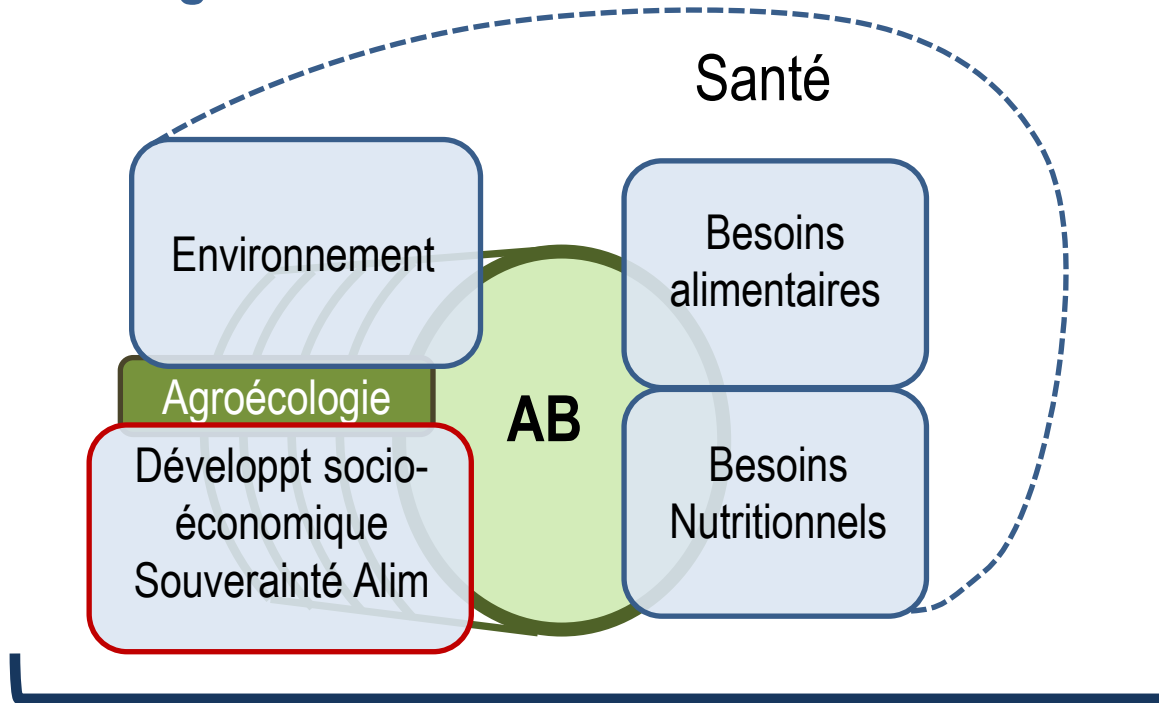 Santé
Environnement
Besoins
alimentaires
Agroécologie
AB
Développt socio-
économique
Souverainté Alim
Besoins
Nutritionnels